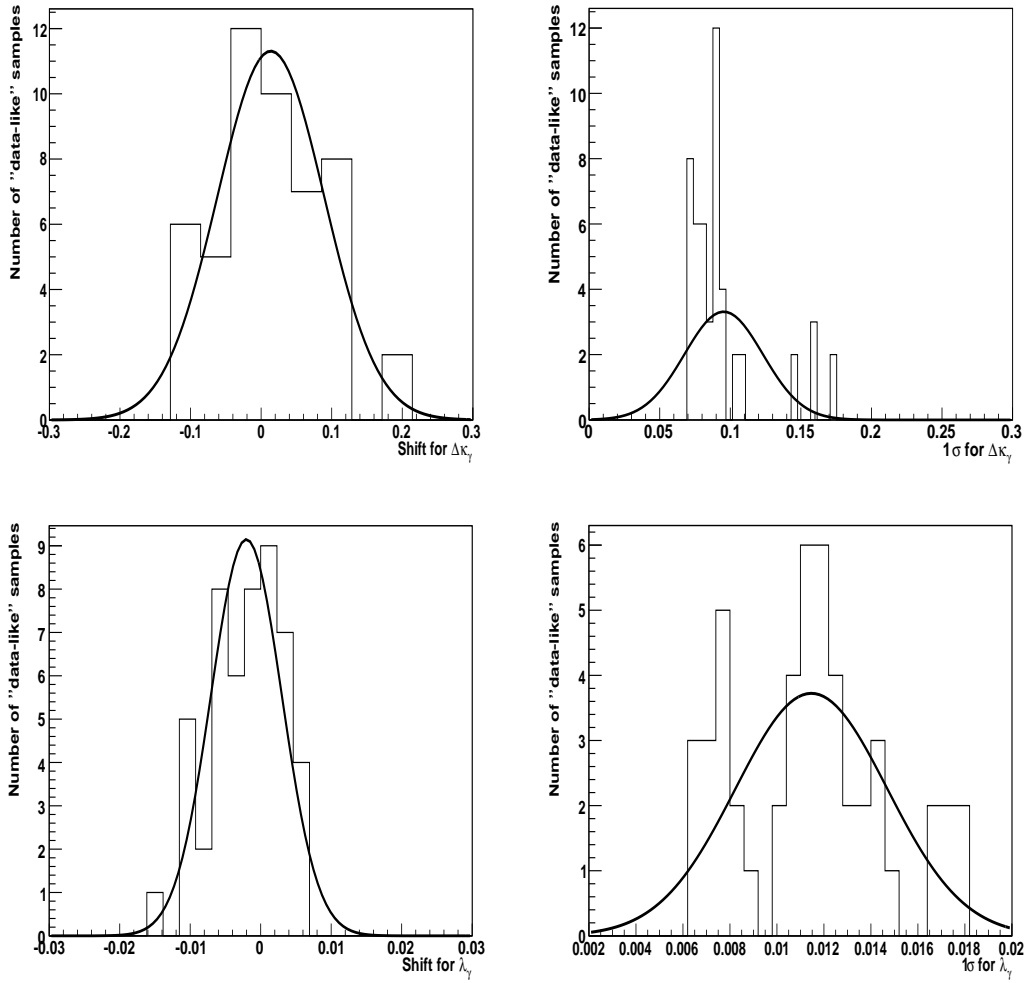 Number of ”data-like” samples
12
10
8
6
4
2
0
-0.3 -0.2 -0.1 0 0.1 0.2 0.3
Shift for Δκγ
Number of ”data-like” samples
12
10
8
6
4
2
0
0 0.05 0.1 0.15 0.2 0.25 0.3
1σ for Δκγ
Number of ”data-like” samples
9
8
7
6
5
4
3
2
1
0
-0.03 -0.02 -0.01 0 0.01 0.02 0.03
Shift for λγ
Number of ”data-like” samples
6
5
4
3
2
1
0
0.002 0.004 0.006 0.008 0.01 0.012 0.014 0.016 0.018 0.02
1σ for λγ